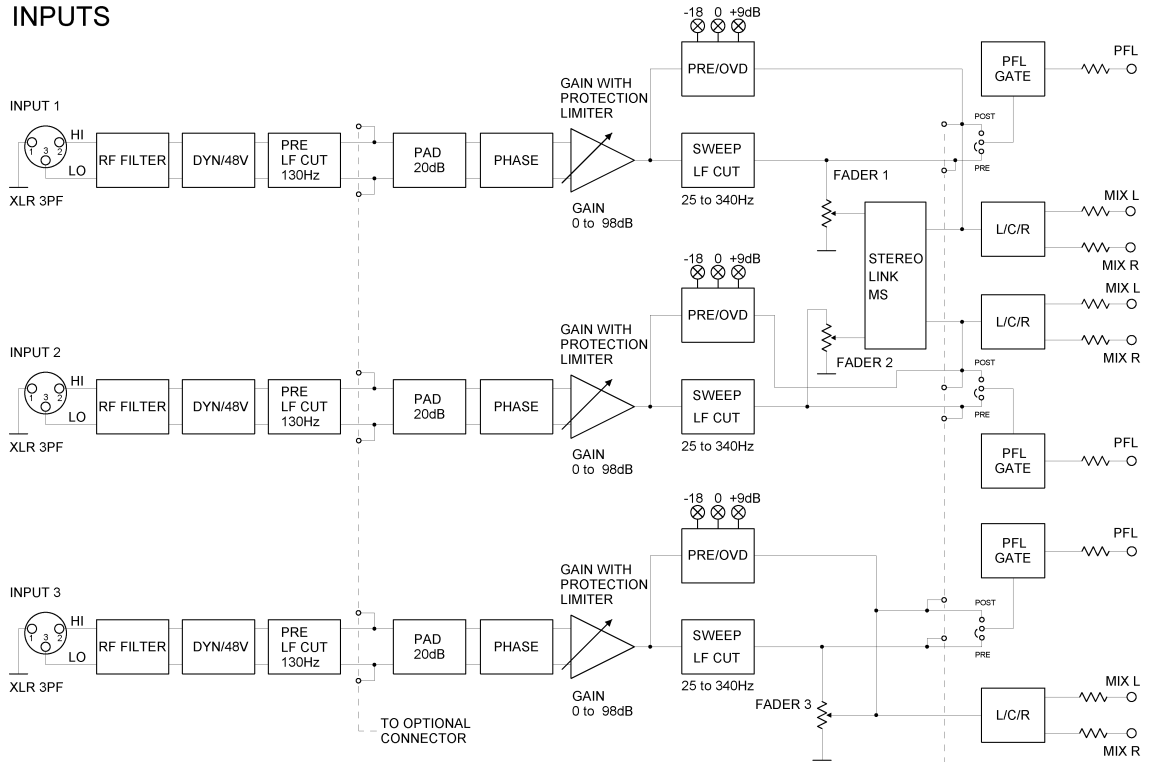 INPUTS
-18 0 +9dB
PRE/OVD
PFL
GATE
PFL
INPUT 1
HI
1 2
3
LO
XLR 3PF
RF FILTER
DYN/48V
PRE
LF CUT
130Hz
PAD
20dB
PHASE
GAIN WITH
PROTECTION
LIMITER
GAIN
0 to 98dB
SWEEP
LF CUT
25 to 340Hz
FADER 1
POST
PRE
STEREO
LINK
MS
L/C/R
MIX L
MIX R
L/C/R
MIX L
MIX R
-18 0 +9dB
PRE/OVD
FADER 2
INPUT 2
HI
1 2
3
LO
XLR 3PF
RF FILTER
DYN/48V
PRE
LF CUT
130Hz
PAD
20dB
PHASE
GAIN WITH
PROTECTION
LIMITER
GAIN
0 to 98dB
SWEEP
LF CUT
25 to 340Hz
POST
PRE
PFL
GATE
PFL
-18 0 +9dB
PRE/OVD
PFL
GATE
PFL
INPUT 3
HI
1 2
3
LO
XLR 3PF
RF FILTER
DYN/48V
PRE
LF CUT
130Hz
PAD
20dB
PHASE
GAIN WITH
PROTECTION
LIMITER
GAIN
0 to 98dB
SWEEP
LF CUT
25 to 340Hz
POST
PRE
FADER 3
L/C/R
MIX L
MIX R
TO OPTIONAL
CONNECTOR